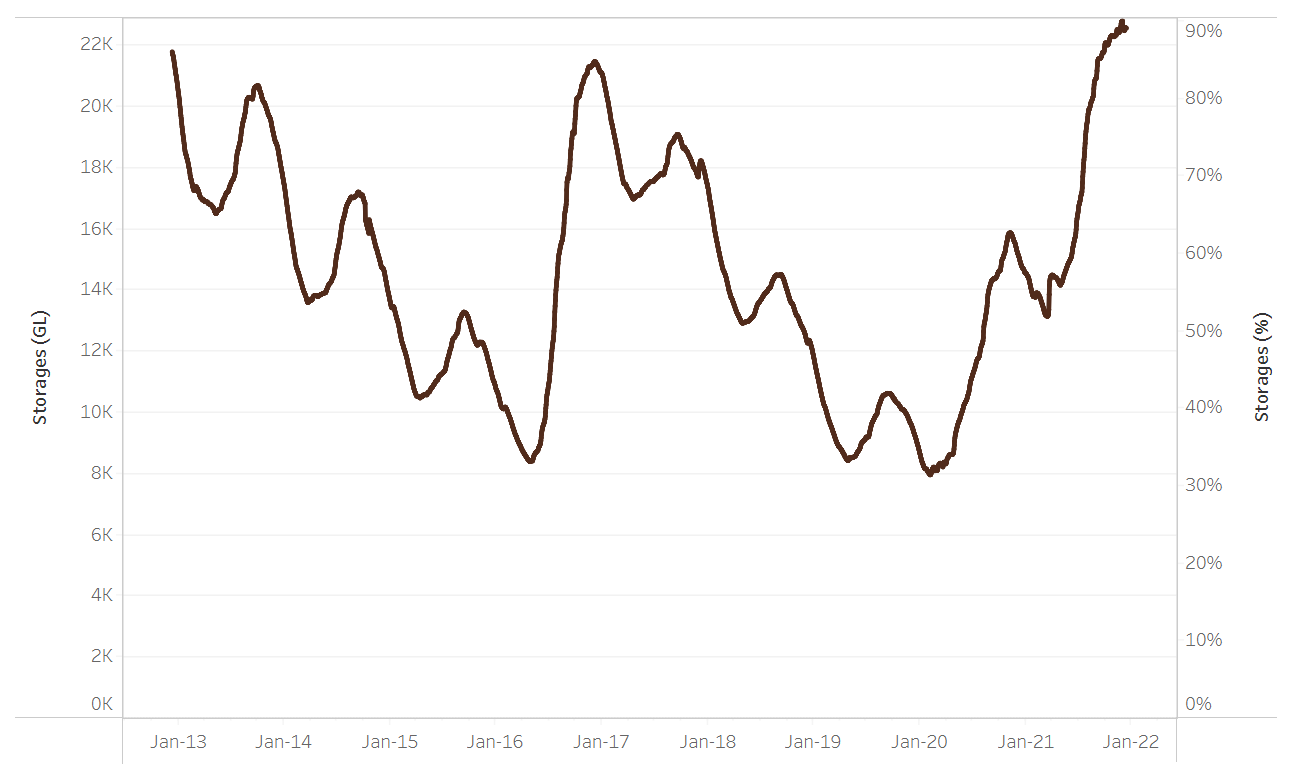 Storages (GL)
22K
20K
18K
16K
14K
12K
10K
8K
6K
4K
2K
0K
90%
80%
70%
60%
50%
40%
30%
20%
10%
0%
Storages (%)
Jan-13 Jan-14 Jan-15 Jan-16 Jan-17 Jan-18 Jan-19 Jan-20 Jan-21 Jan-22